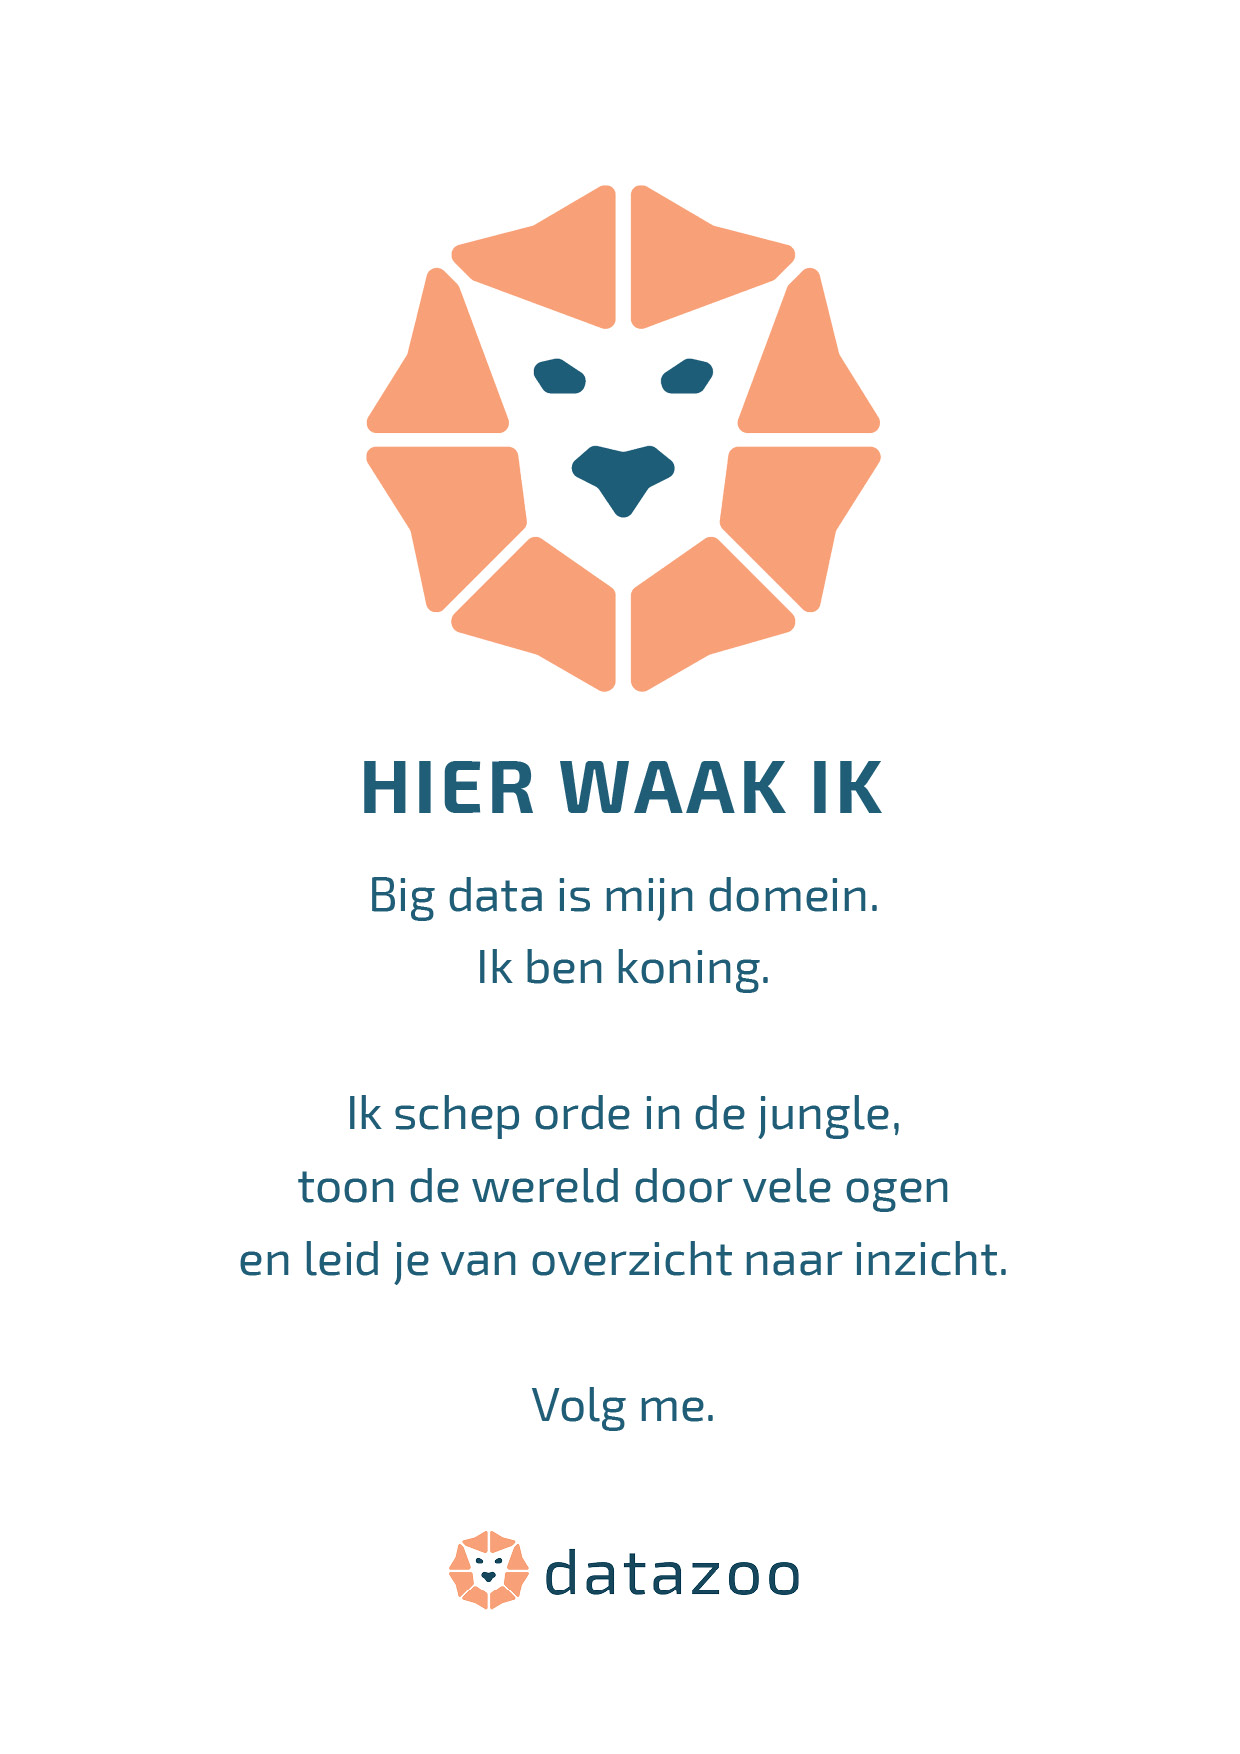 HIER WAAK IK
Big data is mijn domein.
Ik ben koning.
Ik schep orde in de jungle,
toon de wereld door vele ogen
en leid je van overzicht naar inzicht.
Volg me.
datazoo